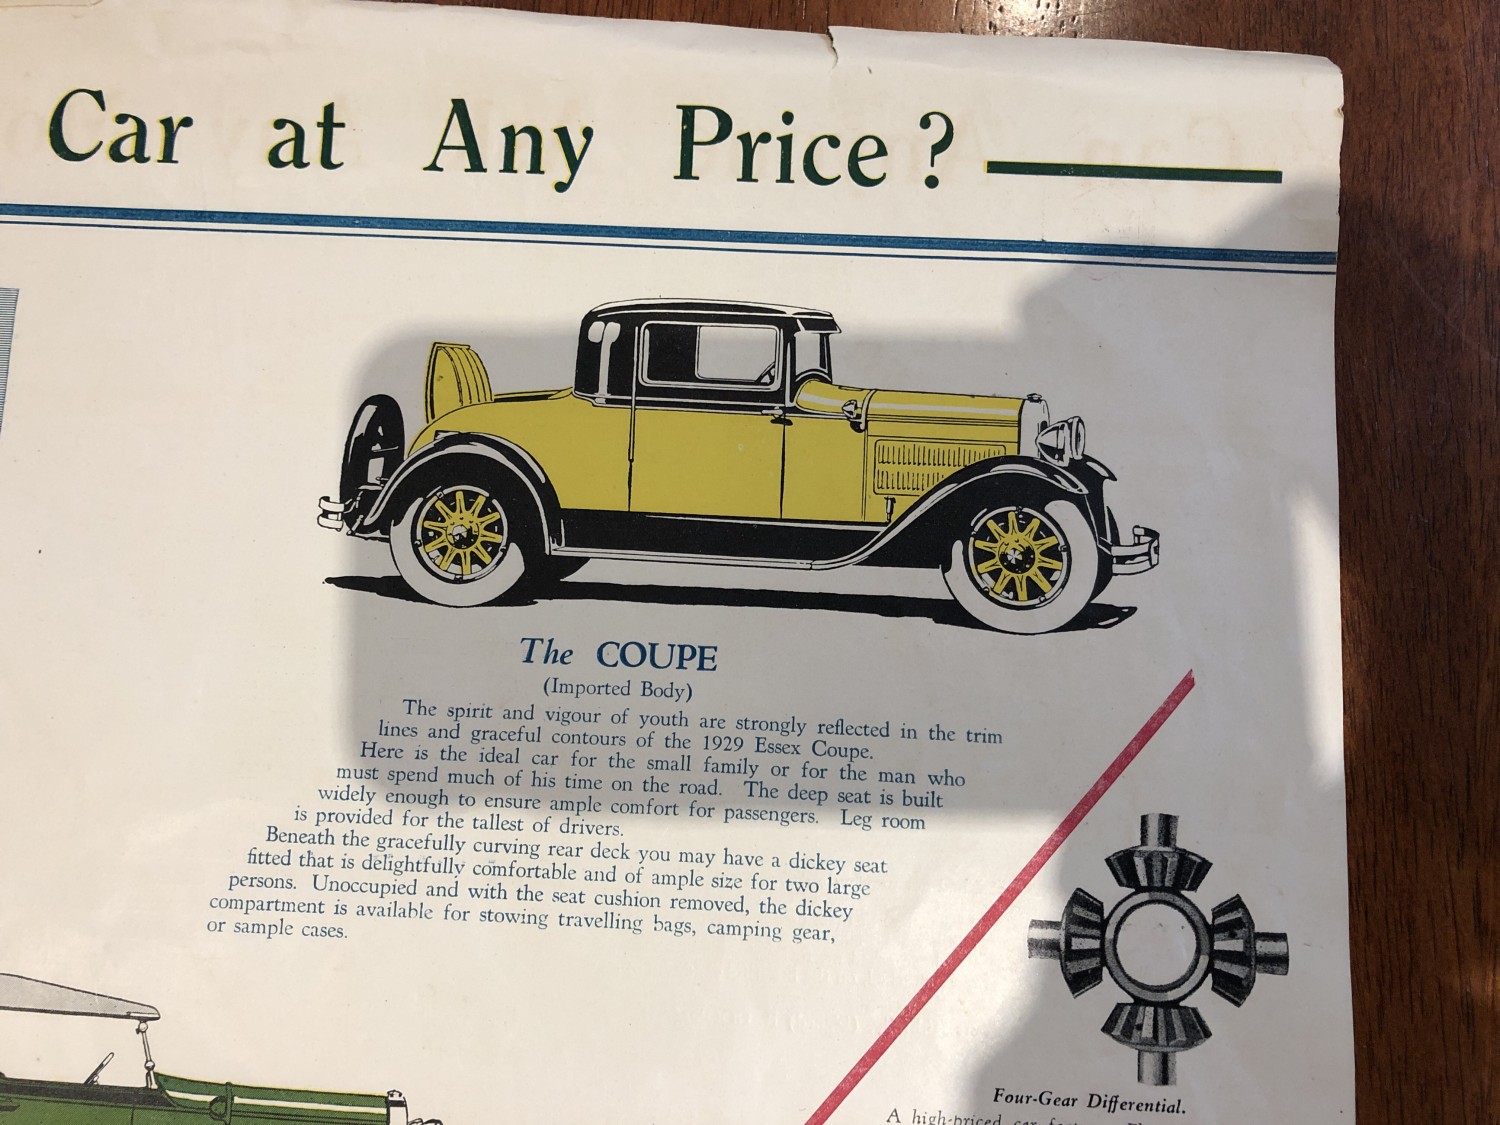 Car at Any Price?
The COUPE
(Imported Body)
The spirit and vigour of youth are strongly reflected in the trim
lines and graceful contours of the 1929 Essex Coupe.
Here is the ideal car for the small family or for the man who
must spend much of his time on the road. The deep seat is built
widely enough to ensure ample comfort for passengers. Leg room
is provided for the tallest of drivers.
Beneath the gracefully curving rear deck you may have a dickey seat
fitted that is delightfully comfortable and of ample size for two large
persons. Unoccupied and with the seat cushion removed, the dickey
compartment is available for stowing travelling bags, camping gear,
or sample cases.
Four-Gear Differential.
A high-priced car